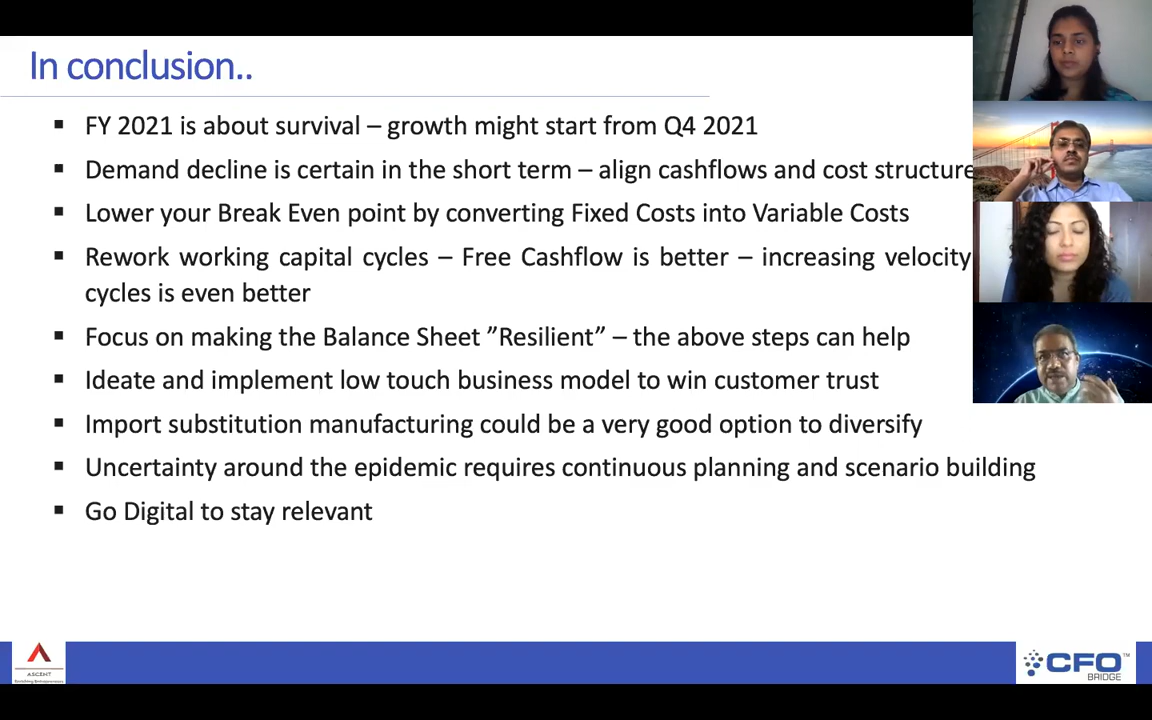 In conclusion..
▪ FY 2021 is about survival – growth might start from Q4 2021
▪ Demand decline is certain in the short term – align cashflows and cost structure
▪ Lower your Break Even point by converting Fixed Costs into Variable Costs
▪ Rework working capital cycles – Free Cashflow is better – increasing velocity
cycles is even better
▪ Focus on making the Balance Sheet ”Resilient” – the above steps can help
▪ Ideate and implement low touch business model to win customer trust
▪ Import substitution manufacturing could be a very good option to diversify
▪ Uncertainty around the epidemic requires continuous planning and scenario building
▪ Go Digital to stay relevant
ASCENT
CFO™
BRIDGE